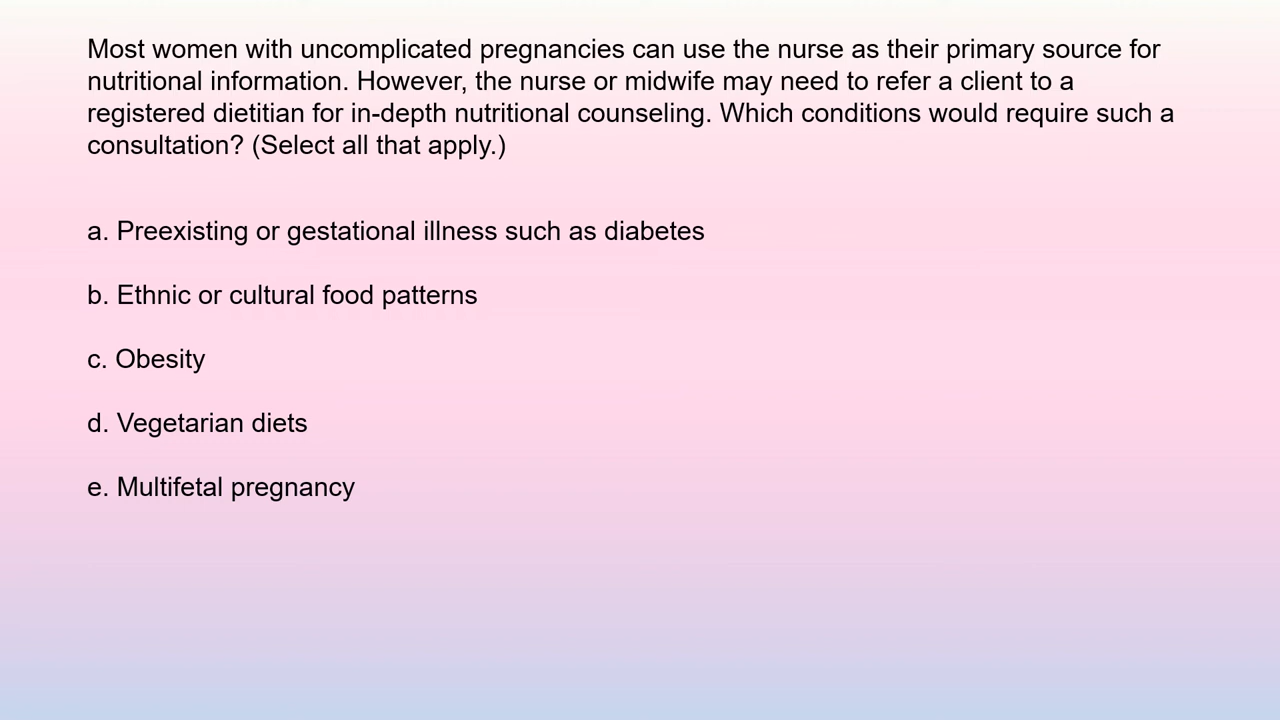 Most women with uncomplicated pregnancies can use the nurse as their primary source for
nutritional information. However, the nurse or midwife may need to refer a client to a
registered dietitian for in-depth nutritional counseling. Which conditions would require such a
consultation? (Select all that apply.)
a. Preexisting or gestational illness such as diabetes
b. Ethnic or cultural food patterns
c. Obesity
d. Vegetarian diets
e. Multifetal pregnancy